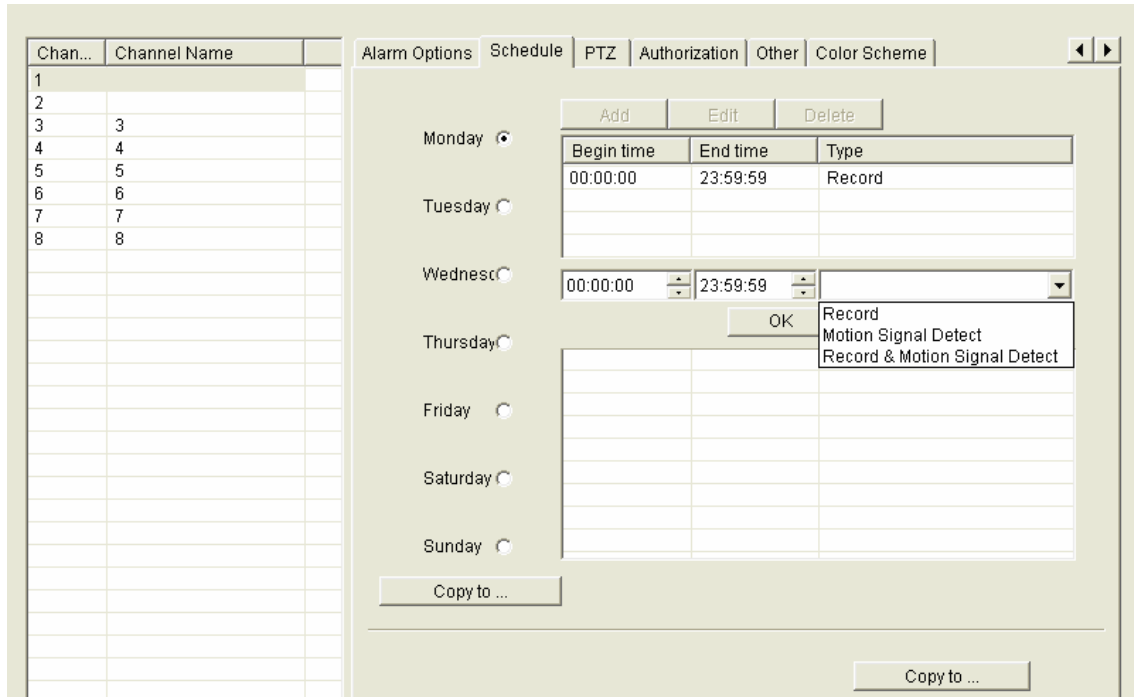 Chan... Channel Name
1
2
3 3
4 4
5 5
6 6
7 7
8 8
Alarm Options Schedule PTZ Authorization Other Color Scheme
Add Edit Delete
Monday
Begin time End time Type
00:00:00 23:59:59 Record
Tuesday
Wednesc
00:00:00 23:59:59
OK
Record
Motion Signal Detect
Record & Motion Signal Detect
Thursday
Friday
Saturday
Sunday
Copy to ...
Copy to ...